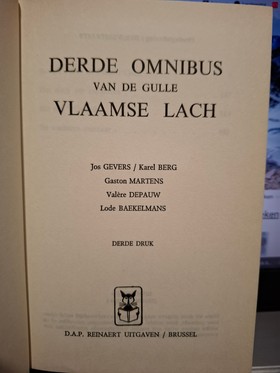 DERDE OMNIBUS
VAN DE GULLE
VLAAMSE LACH
Jos GEVERS / Karel BERG
Gaston MARTENS
Valère DEPAUW
Lode BAEKELMANS
DERDE DRUK
D.A.P. REINAERT UITGAVEN / BRUSSEL